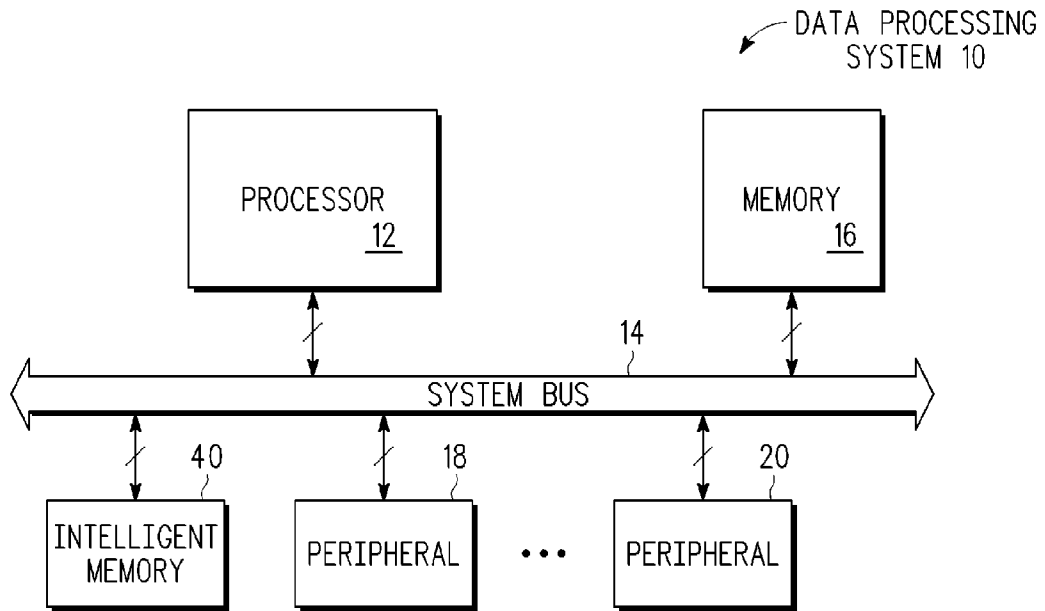 DATA PROCESSING
SYSTEM 10
PROCESSOR
12
MEMORY
16
14
SYSTEM BUS
40
18
20
INTELLIGENT
MEMORY
PERIPHERAL
•••
PERIPHERAL